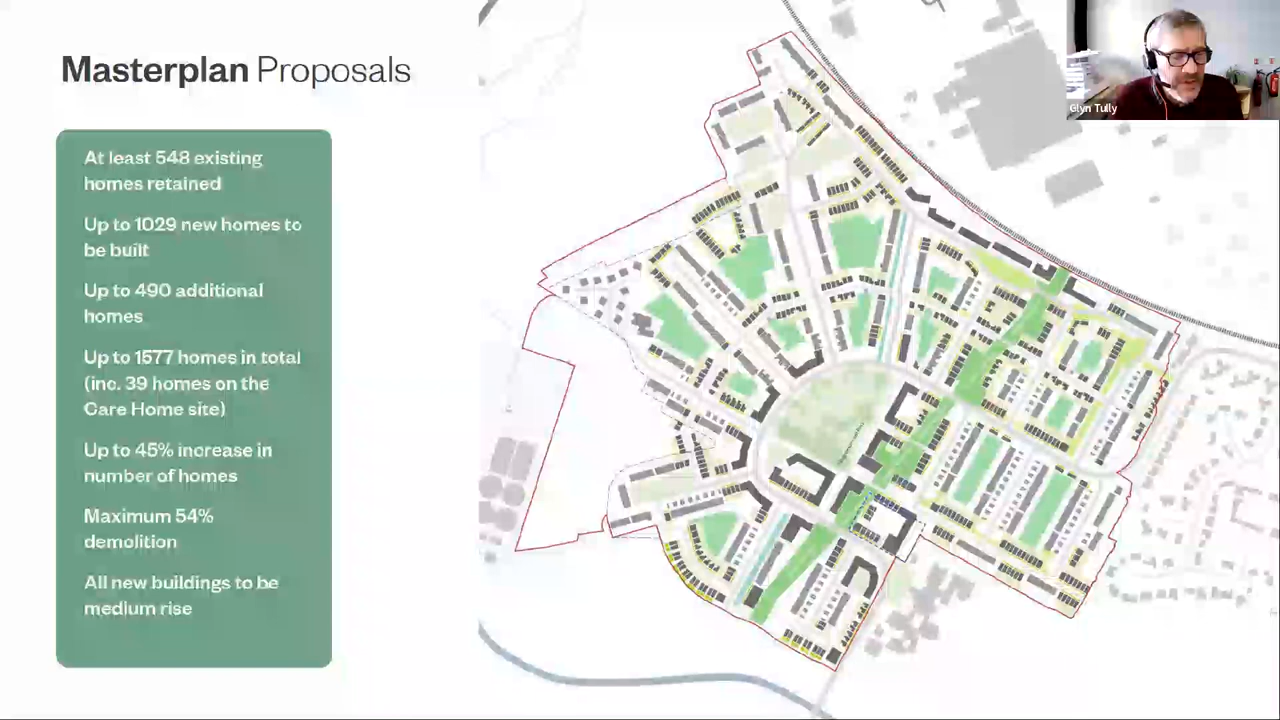 Masterplan Proposals
At least 548 existing
homes retained
Up to 1029 new homes to
be built
Up to 490 additional
homes
Up to 1577 homes in total
(inc. 39 homes on the
Care Home site)
Up to 45% increase in
number of homes
Maximum 54%
demolition
All new buildings to be
medium rise
Glyn Tully